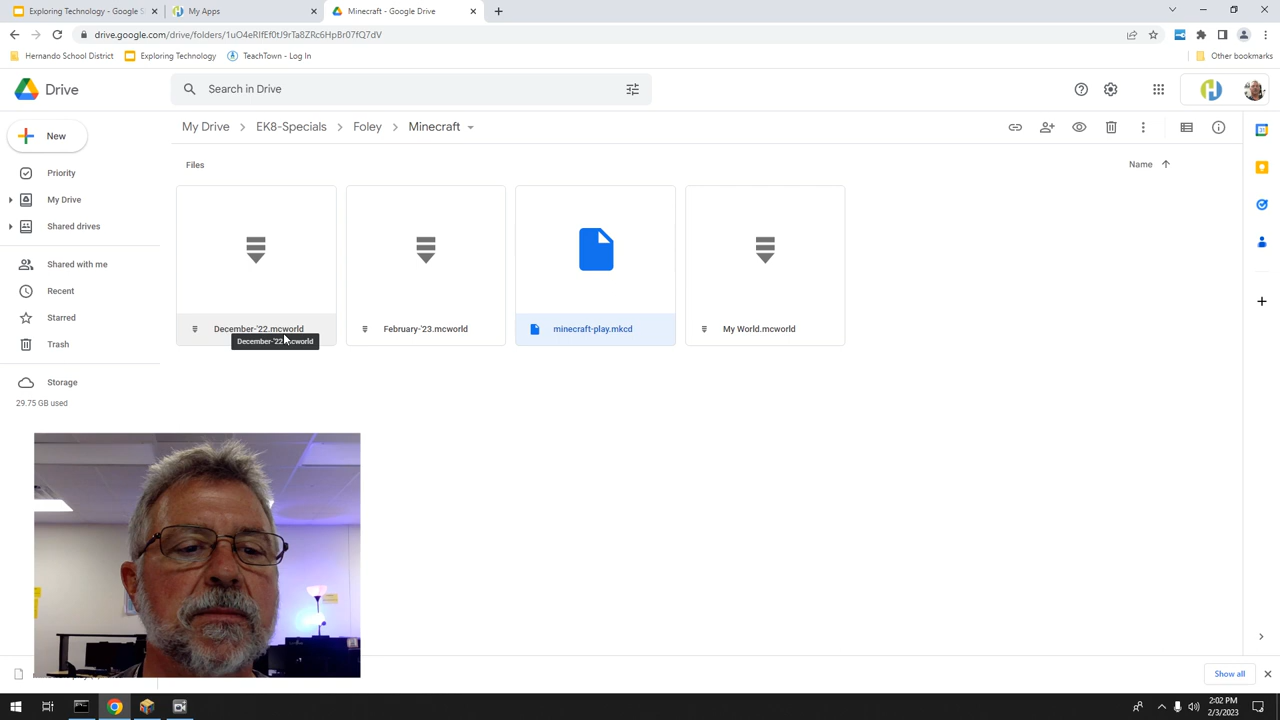 Exploring Technology - Google S
My Apps
Minecraft - Google Drive
drive.google.com/drive/folders/1uO4eRIfEf0tJ9rTa8ZRc6HpBr07fQ7dV
Hernando School District
Exploring Technology
TeachTown - Log In
Other bookmarks
Drive
Search in Drive
New
My Drive
EK8-Specials
Foley
Minecraft
Files
Name
Priority
My Drive
Shared drives
Shared with me
Recent
Starred
Trash
Storage
29.75 GB used
December-'22.mcworld
February-'23.mcworld
minecraft-play.mkcd
My World.mcworld
December-'22.mcworld
Show all
2:02 PM
2/3/2023